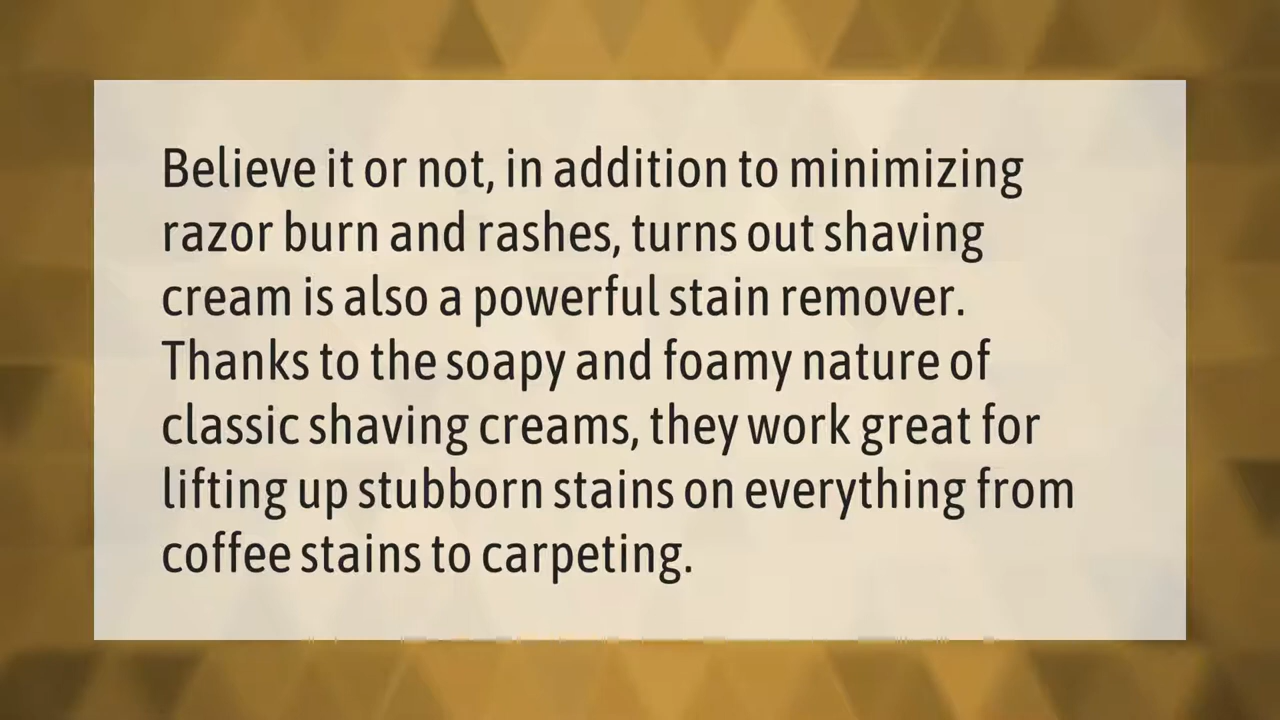 Believe it or not, in addition to minimizing
razor burn and rashes, turns out shaving
cream is also a powerful stain remover.
Thanks to the soapy and foamy nature of
classic shaving creams, they work great for
lifting up stubborn stains on everything from
coffee stains to carpeting.